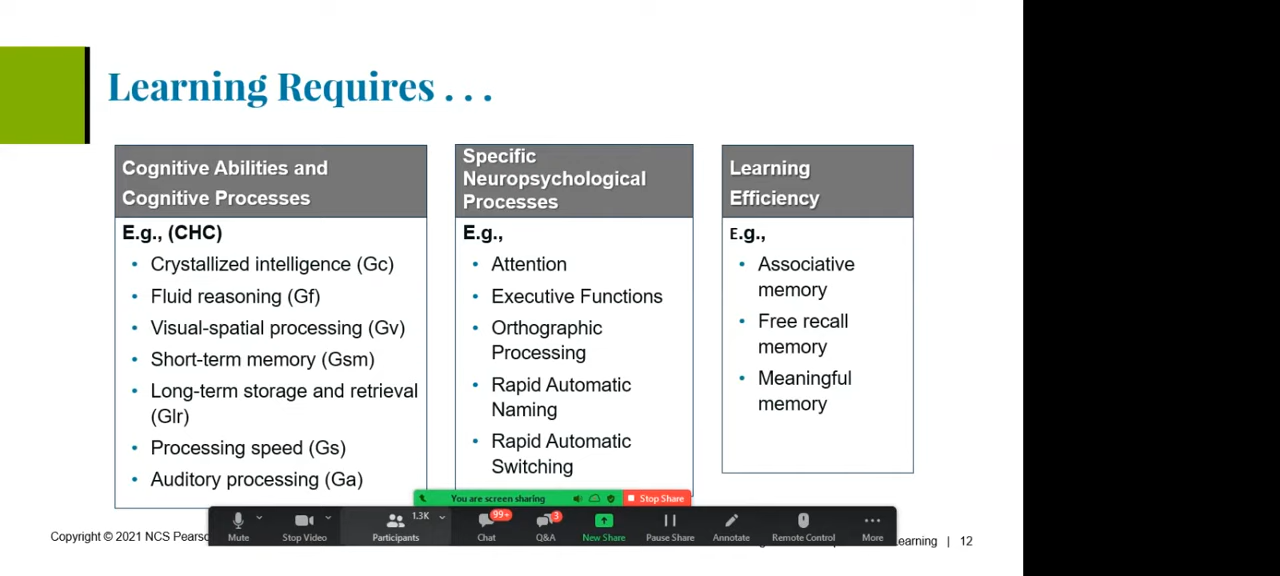 Learning Requires . . .
Cognitive Abilities and
Cognitive Processes
E.g., (CHC)
• Crystallized intelligence (Gc)
• Fluid reasoning (Gf)
• Visual-spatial processing (Gv)
• Short-term memory (Gsm)
• Long-term storage and retrieval
(Glr)
• Processing speed (Gs)
• Auditory processing (Ga)
Specific
Neuropsychological
Processes
E.g.,
• Attention
• Executive Functions
• Orthographic
Processing
• Rapid Automatic
Naming
• Rapid Automatic
Switching
Learning
Efficiency
E.g.,
• Associative
memory
• Free recall
memory
• Meaningful
memory
You are screen sharing
Stop Share
Mute
Stop Video
1.3K
Participants
99+
Chat
3
Q&A
New Share
Pause Share
Annotate
Remote Control
More
Copyright © 2021 NCS
Learning | 12